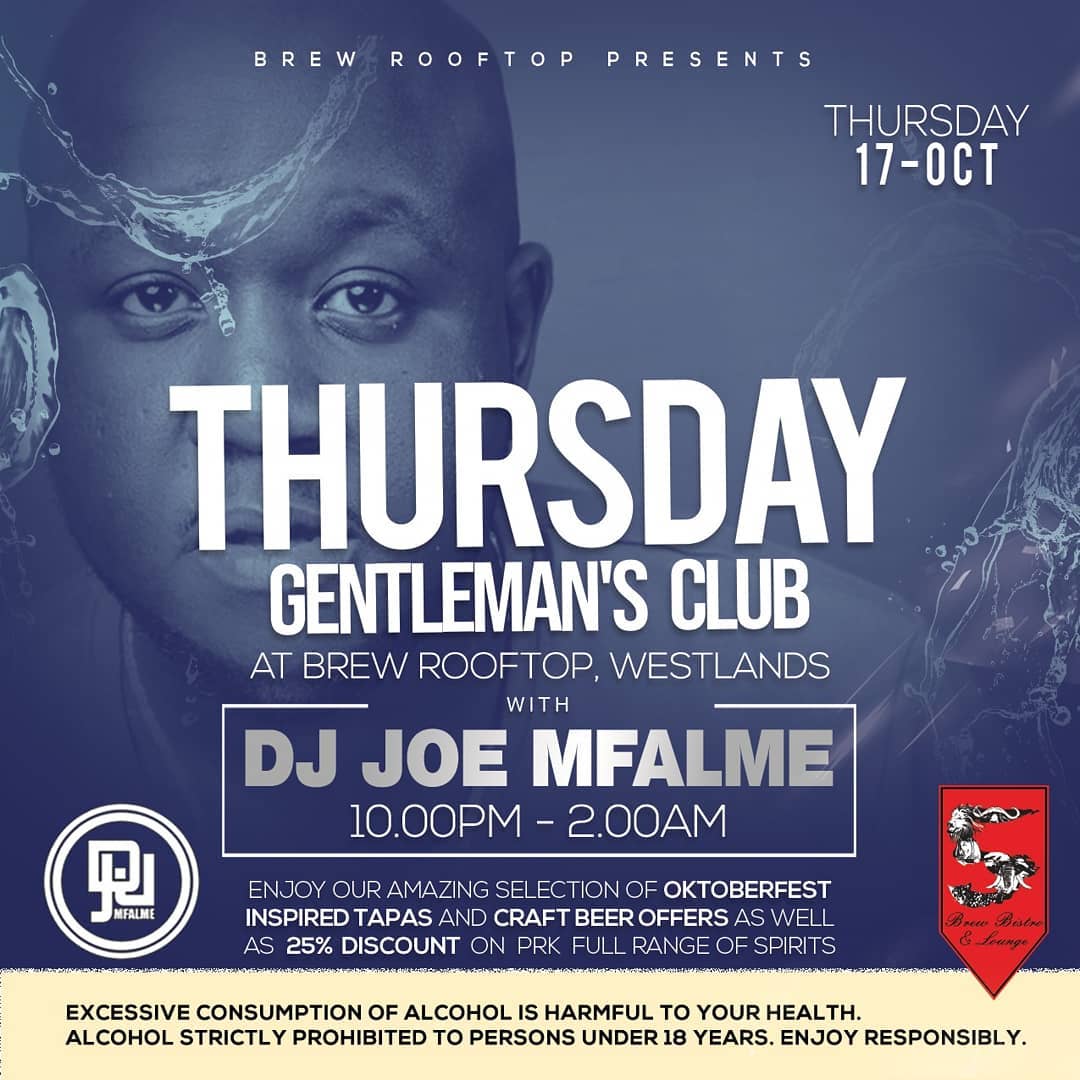 BREW ROOFTOP PRESENTS
THURSDAY
17-OCT
THURSDAY
GENTLEMAN'S CLUB
AT BREW ROOFTOP, WESTLANDS
WITH
DJ JOE MFALME
10.00PM - 2.00AM
MFALME
ENJOY OUR AMAZING SELECTION OF OKTOBERFEST
INSPIRED TAPAS AND CRAFT BEER OFFERS AS WELL
AS 25% DISCOUNT ON PRK FULL RANGE OF SPIRITS
Brew Bistro
& Lounge
EXCESSIVE CONSUMPTION OF ALCOHOL IS HARMFUL TO YOUR HEALTH.
ALCOHOL STRICTLY PROHIBITED TO PERSONS UNDER 18 YEARS. ENJOY RESPONSIBLY.